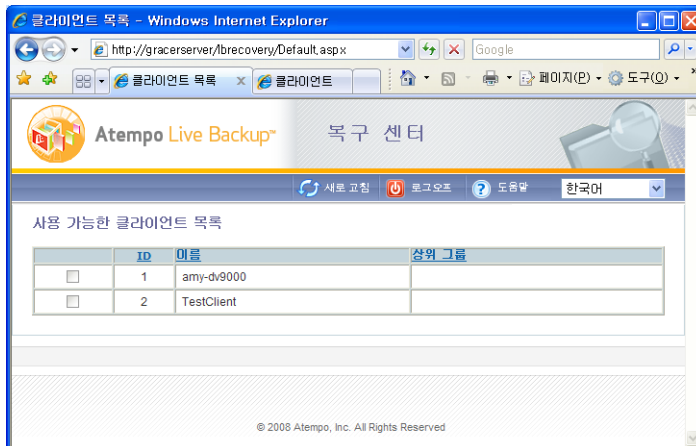 클라이언트 목록 - Windows Internet Explorer
http://gracerserver/lbrecovery/Default.aspx
Google
클라이언트 목록
클라이언트
페이지(P)
도구(O)
Atempo Live Backup™
복구 센터
새로 고침
로그오프
도움말
한국어
사용 가능한 클라이언트 목록
ID 이름 상위 그룹
1 amy-dv9000
2 TestClient
© 2008 Atempo, Inc. All Rights Reserved